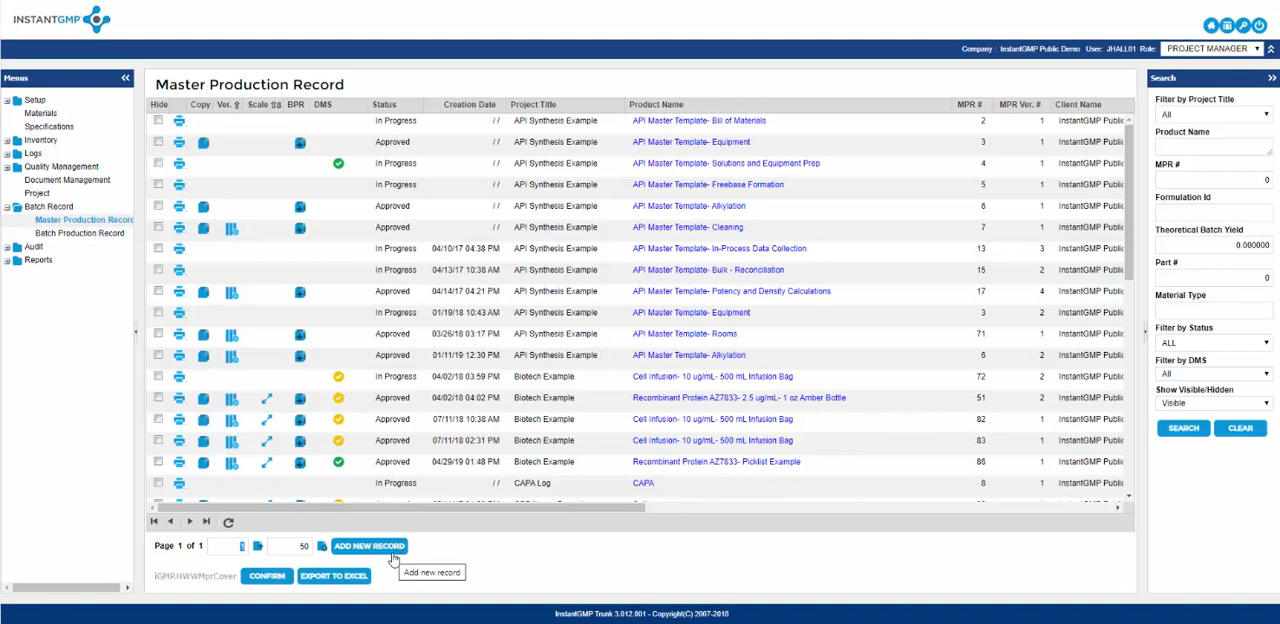 INSTANTGMP
Company : InstantGMP Public Demo User: JHALL01 Role: PROJECT MANAGER
Menus
Setup
Materials
Specifications
Inventory
Logs
Quality Management
Document Management
Project
Batch Record
Master Production Record
Batch Production Record
Audit
Reports
Master Production Record
Hide Copy Ver. Scale BPR DMS Status Creation Date Project Title Product Name MPR # MPR Ver. # Client Name
In Progress / / API Synthesis Example API Master Template- Bill of Materials 2 1 InstantGMP Public
Approved / / API Synthesis Example API Master Template- Equipment 3 1 InstantGMP Public
In Progress / / API Synthesis Example API Master Template- Solutions and Equipment Prep 4 1 InstantGMP Public
In Progress / / API Synthesis Example API Master Template- Freebase Formation 5 1 InstantGMP Public
Approved / / API Synthesis Example API Master Template- Alkylation 6 1 InstantGMP Public
Approved / / API Synthesis Example API Master Template- Cleaning 7 1 InstantGMP Public
In Progress 04/10/17 04:38 PM API Synthesis Example API Master Template- In-Process Data Collection 13 3 InstantGMP Public
In Progress 04/13/17 10:38 AM API Synthesis Example API Master Template- Bulk - Reconciliation 15 2 InstantGMP Public
Approved 04/14/17 04:21 PM API Synthesis Example API Master Template- Potency and Density Calculations 17 4 InstantGMP Public
In Progress 01/19/18 10:43 AM API Synthesis Example API Master Template- Equipment 3 2 InstantGMP Public
Approved 03/26/18 03:17 PM API Synthesis Example API Master Template- Rooms 71 1 InstantGMP Public
Approved 01/11/19 12:30 PM API Synthesis Example API Master Template- Alkylation 6 2 InstantGMP Public
In Progress 04/02/18 03:59 PM Biotech Example Cell Infusion- 10 ug/mL- 500 mL Infusion Bag 72 2 InstantGMP Public
Approved 04/02/18 04:02 PM Biotech Example Recombinant Protein AZ7833- 2.5 ug/mL- 1 oz Amber Bottle 51 2 InstantGMP Public
Approved 07/11/18 10:38 AM Biotech Example Cell Infusion- 10 ug/mL- 500 mL Infusion Bag 82 1 InstantGMP Public
Approved 07/11/18 02:31 PM Biotech Example Cell Infusion- 10 ug/mL- 500 mL Infusion Bag 83 1 InstantGMP Public
Approved 04/29/19 01:48 PM Biotech Example Recombinant Protein AZ7833- Picklist Example 86 1 InstantGMP Public
In Progress / / CAPA Log CAPA 8 1 InstantGMP Public
Page 1 of 1 1 50 ADD NEW RECORD
Add new record
iGMP.HWWMprCover CONFIRM EXPORT TO EXCEL
Search
Filter by Project Title
All
Product Name
MPR #
0
Formulation Id
Theoretical Batch Yield
0.000000
Part #
0
Material Type
Filter by Status
ALL
Filter by DMS
All
Show Visible/Hidden
Visible
SEARCH CLEAR
InstantGMP Trunk 3.012.001 - Copyright(C) 2007-2018